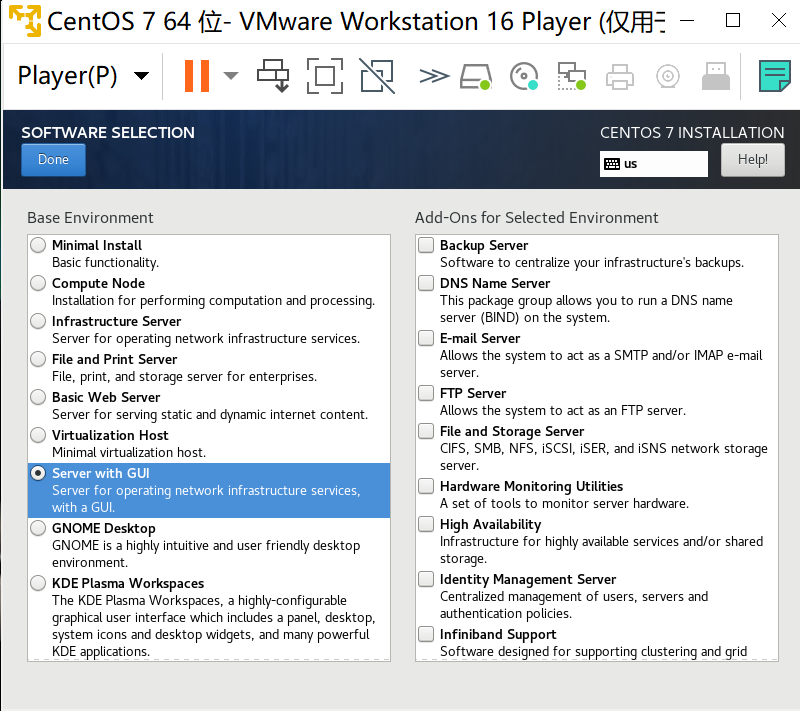 CentOS 7 64 位- VMware Workstation 16 Player (仅用于
Player(P)
SOFTWARE SELECTION
CENTOS 7 INSTALLATION
Done
us
Help!
Base Environment
Minimal Install
Basic functionality.
Compute Node
Installation for performing computation and processing.
Infrastructure Server
Server for operating network infrastructure services.
File and Print Server
File, print, and storage server for enterprises.
Basic Web Server
Server for serving static and dynamic internet content.
Virtualization Host
Minimal virtualization host.
Server with GUI
Server for operating network infrastructure services,
with a GUI.
GNOME Desktop
GNOME is a highly intuitive and user friendly desktop
environment.
KDE Plasma Workspaces
The KDE Plasma Workspaces, a highly-configurable
graphical user interface which includes a panel, desktop,
system icons and desktop widgets, and many powerful
KDE applications.
Add-Ons for Selected Environment
Backup Server
Software to centralize your infrastructure's backups.
DNS Name Server
This package group allows you to run a DNS name
server (BIND) on the system.
E-mail Server
Allows the system to act as a SMTP and/or IMAP e-mail
server.
FTP Server
Allows the system to act as an FTP server.
File and Storage Server
CIFS, SMB, NFS, iSCSI, iSER, and iSNS network storage
server.
Hardware Monitoring Utilities
A set of tools to monitor server hardware.
High Availability
Infrastructure for highly available services and/or shared
storage.
Identity Management Server
Centralized management of users, servers and
authentication policies.
Infiniband Support
Software designed for supporting clustering and grid